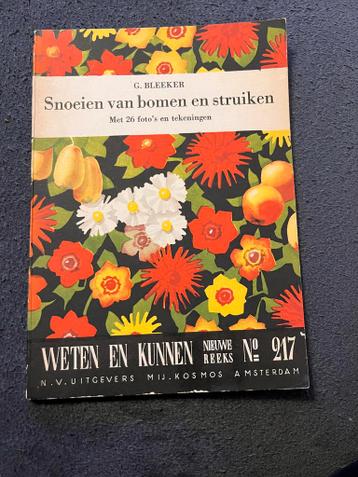 G. BLEEKER
Snoeien van bomen en struiken
Met 26 foto's en tekeningen
WETEN EN KUNNEN NIEUWE REEKS No 217
N.V. UITGEVERS MIJ. KOSMOS AMSTERDAM